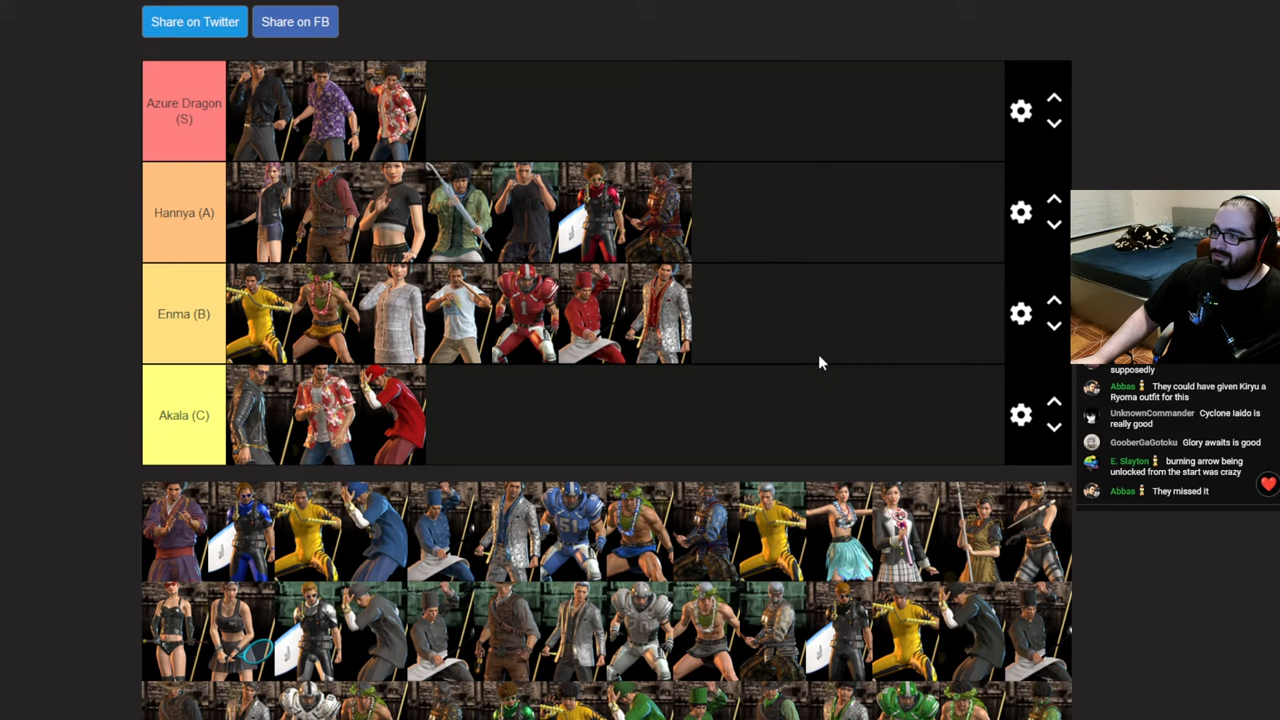 Share on Twitter
Share on FB
Azure Dragon
(S)
Hannya (A)
Enma (B)
Akala (C)
supposedly
Abbas They could have given Kiryu a
Ryoma outfit for this
UnknownCommander Cyclone Iaido is
really good
GooberGaGotoku Glory awaits is good
E. Slayton burning arrow being
unlocked from the start was crazy
Abbas They missed it
1
51